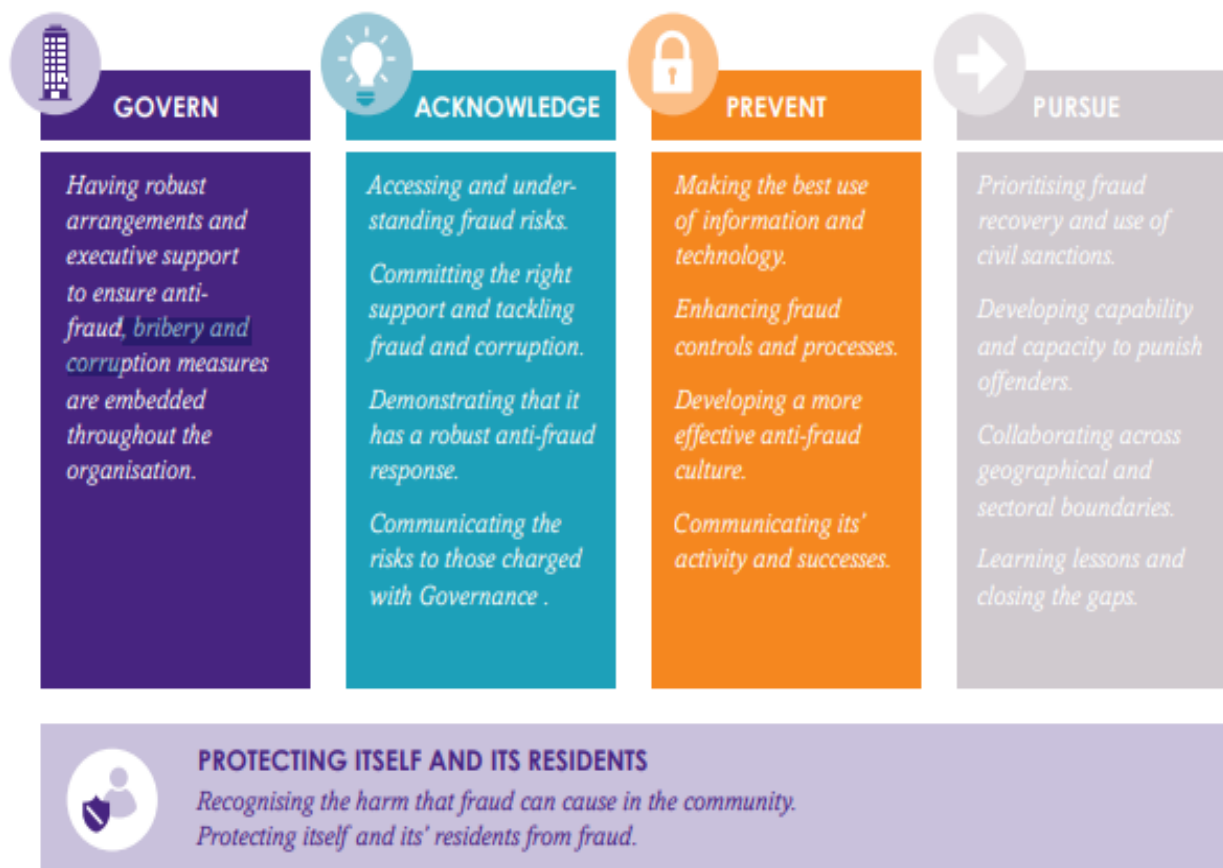 GOVERN
Having robust
arrangements and
executive support
to ensure anti-
fraud, bribery and
corruption measures
are embedded
throughout the
organisation.
ACKNOWLEDGE
Accessing and under-
standing fraud risks.
Committing the right
support and tackling
fraud and corruption.
Demonstrating that it
has a robust anti-fraud
response.
Communicating the
risks to those charged
with Governance .
PREVENT
Making the best use
of information and
technology.
Enhancing fraud
controls and processes.
Developing a more
effective anti-fraud
culture.
Communicating its’
activity and successes.
PURSUE
Prioritising fraud
recovery and use of
civil sanctions.
Developing capability
and capacity to punish
offenders.
Collaborating across
geographical and
sectoral boundaries.
Learning lessons and
closing the gaps.
PROTECTING ITSELF AND ITS RESIDENTS
Recognising the harm that fraud can cause in the community.
Protecting itself and its’ residents from fraud.